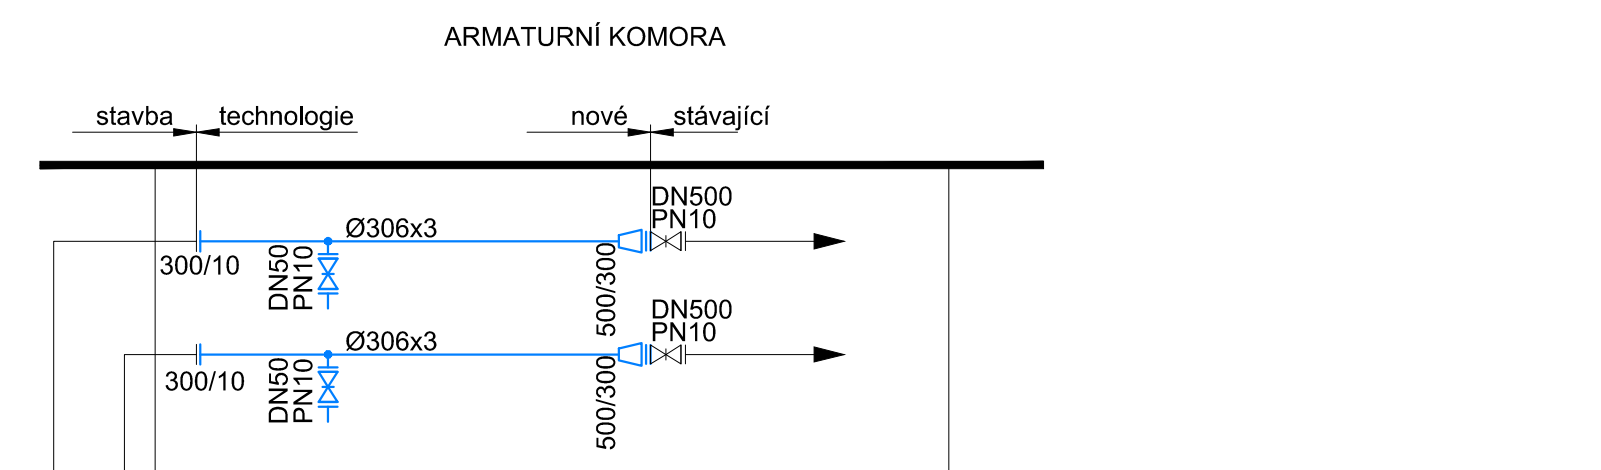 ARMATURNÍ KOMORA
stavba
technologie
nové
stávající
DN500
PN10
Ø306x3
300/10
DN50
PN10
500/300
DN500
PN10
Ø306x3
300/10
DN50
PN10
500/300